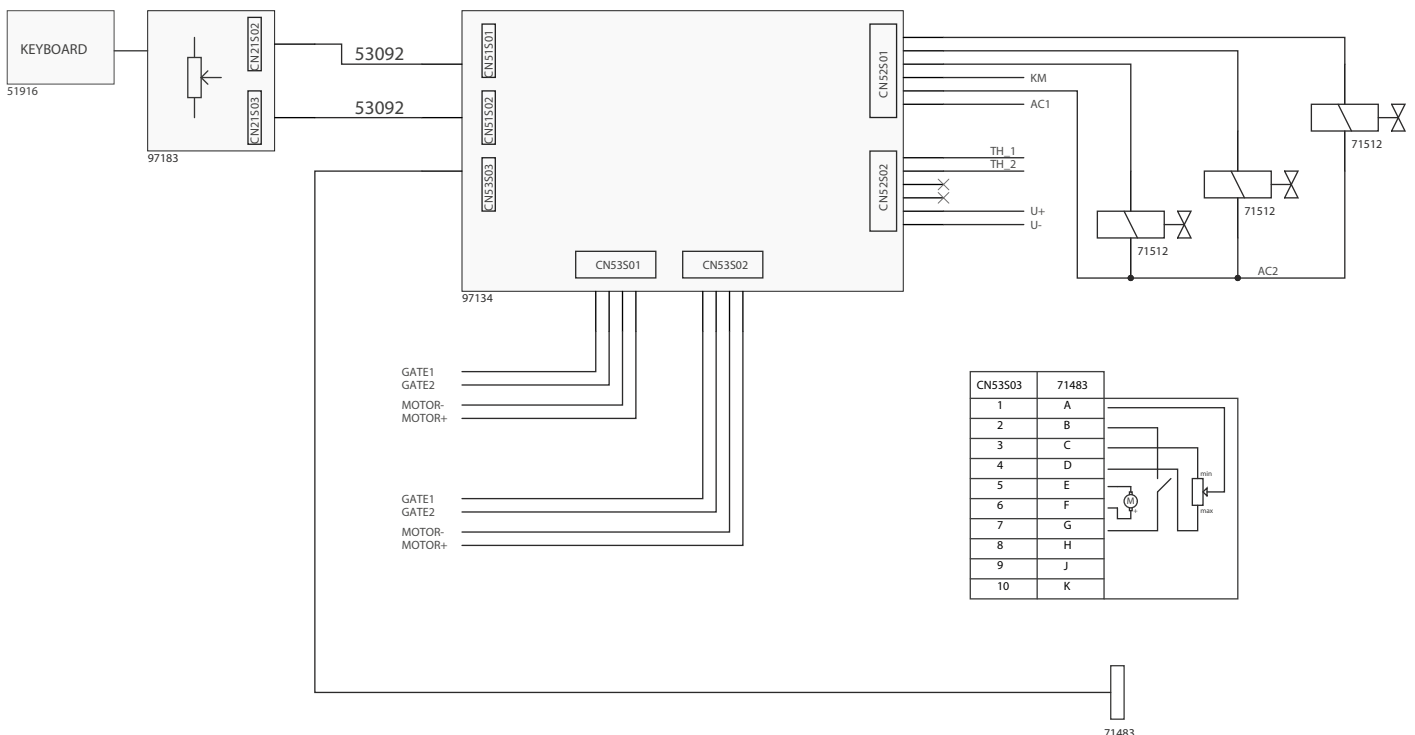 KEYBOARD
51916
CN21S02
CN21S03
97183
53092
53092
CN51S01
CN51S02
CN53S03
CN52S01
CN52S02
CN53S01
CN53S02
97134
KM
AC1
TH_1
TH_2
U+
U-
71512
71512
71512
AC2
GATE1
GATE2
MOTOR-
MOTOR+
GATE1
GATE2
MOTOR-
MOTOR+
CN53S03 71483
1 A
2 B
3 C
4 D
5 E
6 F
7 G
8 H
9 J
10 K
min
M
+
max
71483